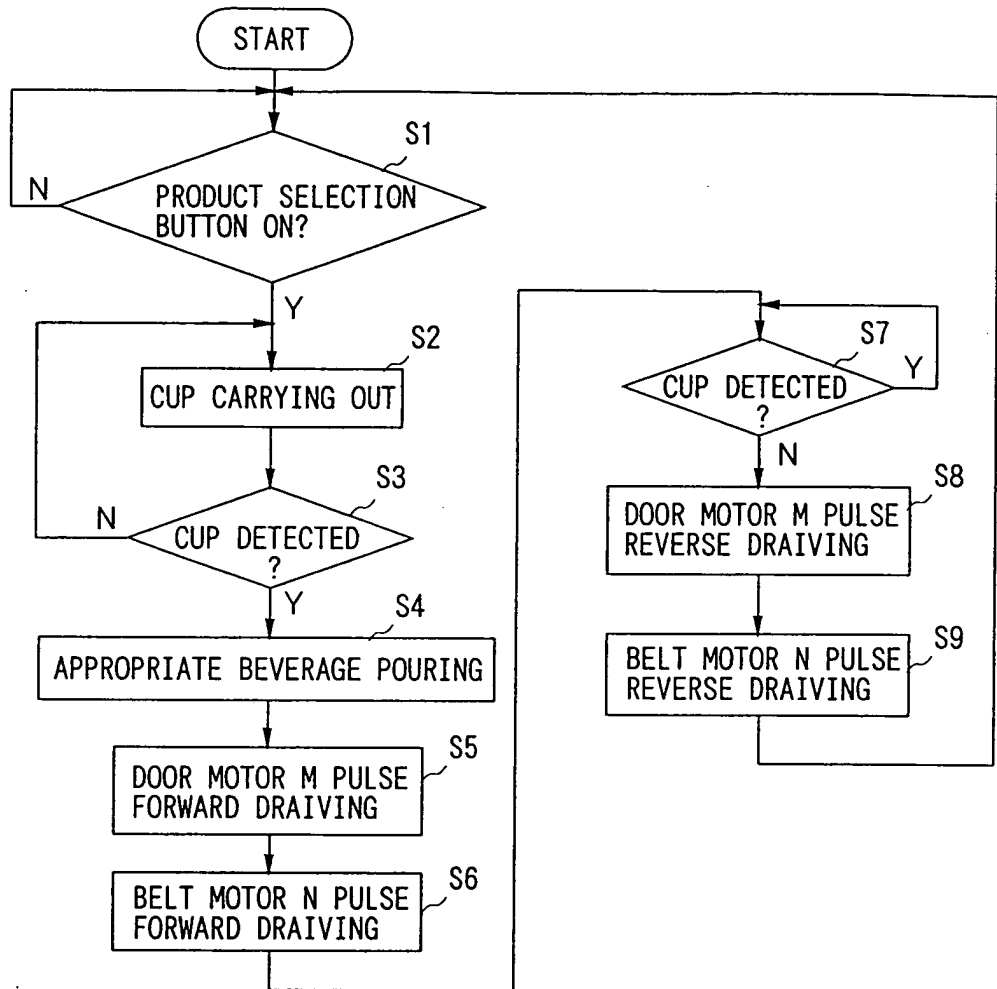 START
S1
N
PRODUCT SELECTION
BUTTON ON?
Y
S2
CUP CARRYING OUT
S3
N
CUP DETECTED
?
Y
S4
APPROPRIATE BEVERAGE POURING
S5
DOOR MOTOR M PULSE
FORWARD DRAIVING
S6
BELT MOTOR N PULSE
FORWARD DRAIVING
S7
CUP DETECTED
?
Y
N
S8
DOOR MOTOR M PULSE
REVERSE DRAIVING
S9
BELT MOTOR N PULSE
REVERSE DRAIVING